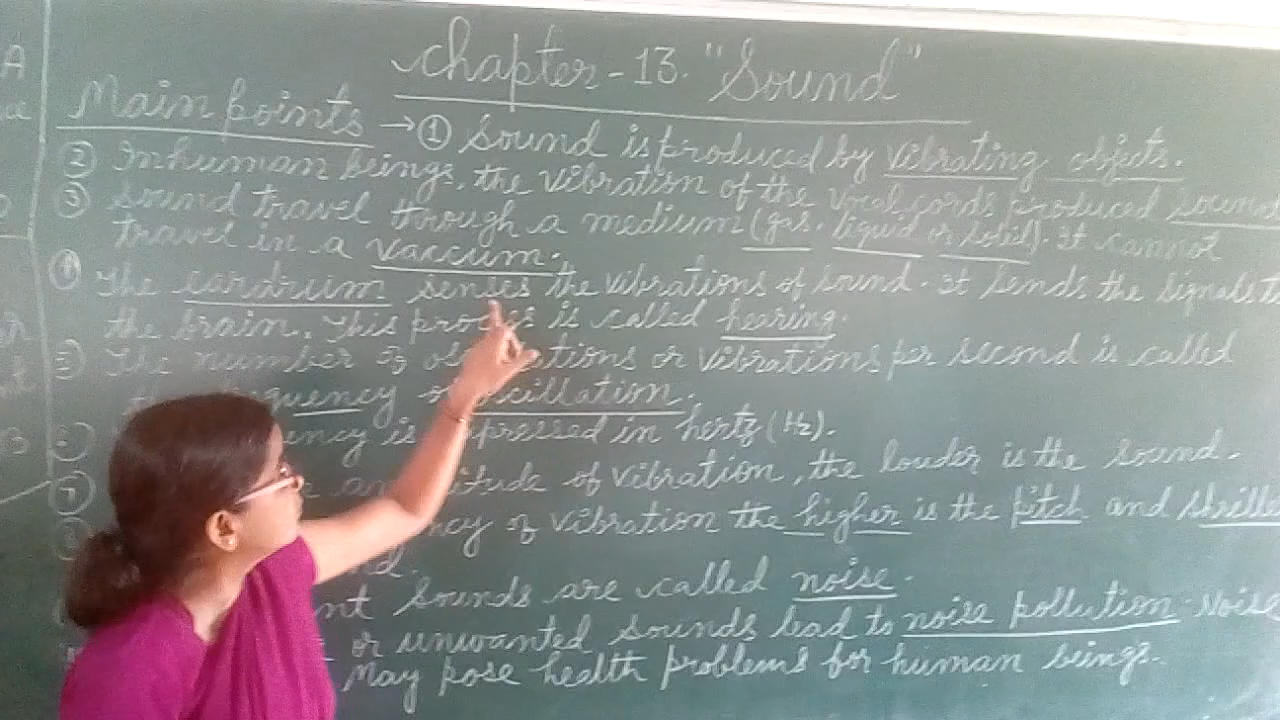 Chapter-13. "Sound"
Main points → ① Sound is produced by vibrating objects.
② In human beings, the vibration of the vocal cords produced sound
③ Sound travel through a medium (gas, liquid or solid). It cannot
travel in a vaccum.
④ The eardrum senses the vibrations of sound. It sends the signals to
the brain. This process is called hearing.
⑤ The number of oscillations or vibrations per second is called
oscillation.
is expressed in hertz (Hz).
⑦ of vibration, the louder is the sound.
of vibration the higher is the pitch and shriller
sounds are called noise.
or unwanted sounds lead to noise pollution. Noise
may pose health problems for human beings.